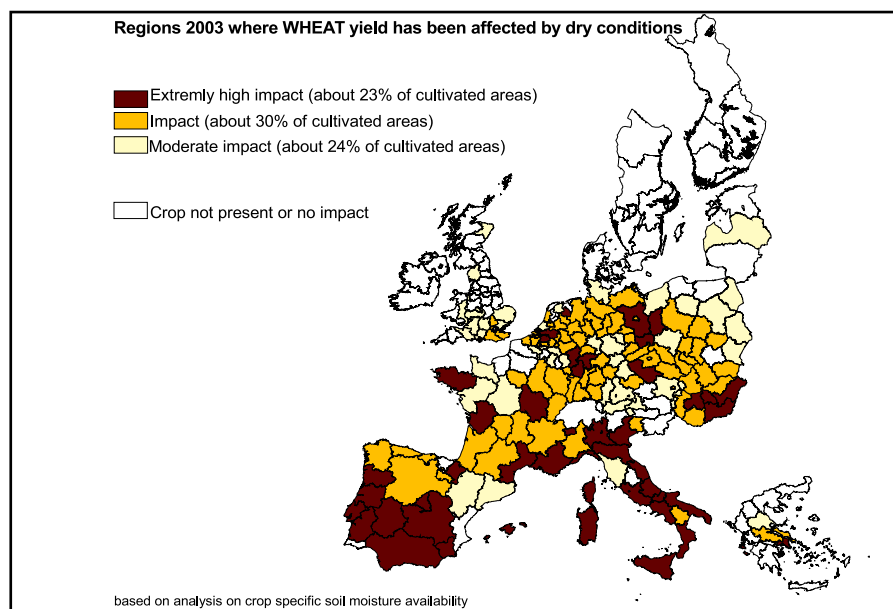 Regions 2003 where WHEAT yield has been affected by dry conditions
Extremly high impact (about 23% of cultivated areas)
Impact (about 30% of cultivated areas)
Moderate impact (about 24% of cultivated areas)
Crop not present or no impact
based on analysis on crop specific soil moisture availability